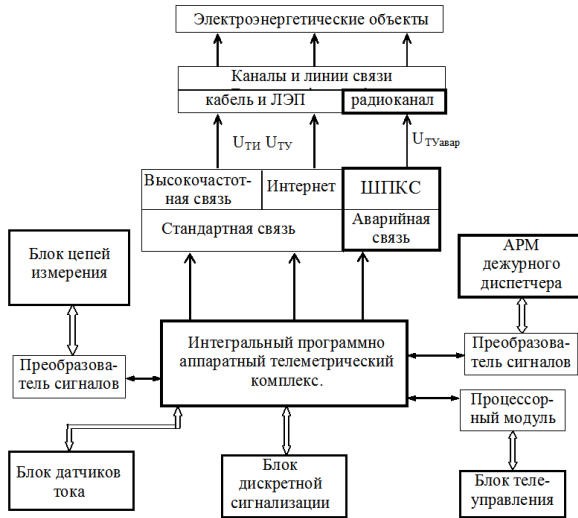 Электроэнергетические объекты
Каналы и линии связи
кабель и ЛЭП
радиоканал
UТИ UТУ
UТУавар
Высокочастот-
ная связь
Интернет
ШПКС
Стандартная связь
Аварийная
связь
Блок цепей
измерения
АРМ
дежурного
диспетчера
Интегральный программно
аппаратный телеметрический
комплекс.
Преобразова-
тель сигналов
Преобразова-
тель сигналов
Процессор-
ный модуль
Блок датчиков
тока
Блок
дискретной
сигнализации
Блок теле-
управления